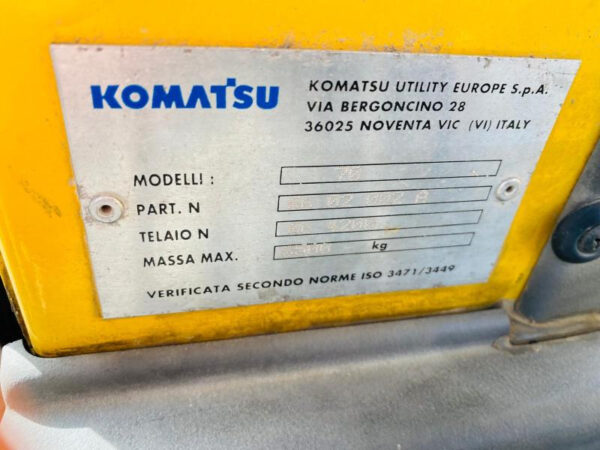 KOMATSU
KOMATSU UTILITY EUROPE S.p.A.
VIA BERGONCINO 28
36025 NOVENTA VIC (VI) ITALY
MODELLI :
PART. N
TELAIO N
MASSA MAX. kg
VERIFICATA SECONDO NORME ISO 3471/3449